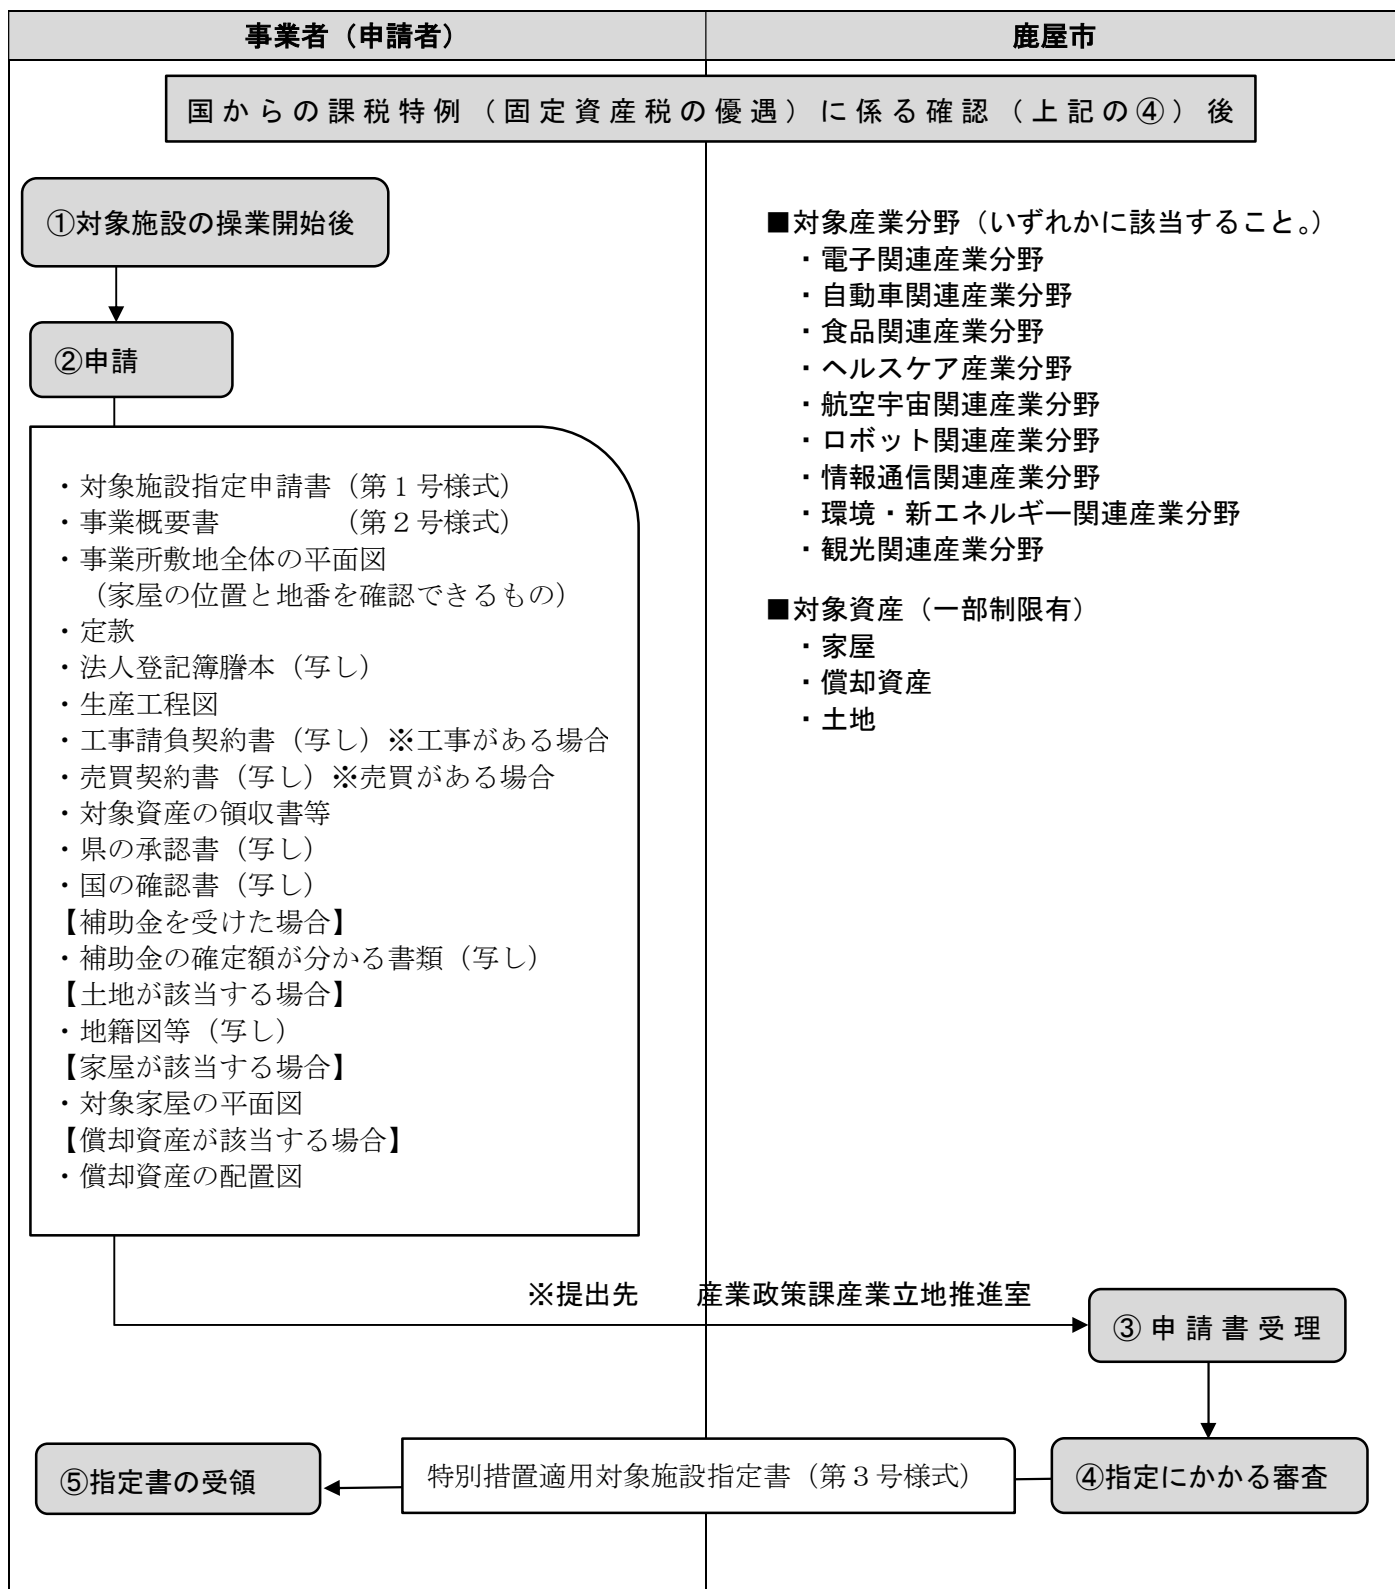 事業者（申請者）
鹿屋市
国からの課税特例（固定資産税の優遇）に係る確認（上記の④）後
①対象施設の操業開始後
②申請
・対象施設指定申請書（第１号様式）
・事業概要書　　　　（第２号様式）
・事業所敷地全体の平面図
（家屋の位置と地番を確認できるもの）
・定款
・法人登記簿謄本（写し）
・生産工程図
・工事請負契約書（写し）※工事がある場合
・売買契約書（写し）※売買がある場合
・対象資産の領収書等
・県の承認書（写し）
・国の確認書（写し）
【補助金を受けた場合】
・補助金の確定額が分かる書類（写し）
【土地が該当する場合】
・地籍図等（写し）
【家屋が該当する場合】
・対象家屋の平面図
【償却資産が該当する場合】
・償却資産の配置図
■対象産業分野（いずれかに該当すること。）
・電子関連産業分野
・自動車関連産業分野
・食品関連産業分野
・ヘルスケア産業分野
・航空宇宙関連産業分野
・ロボット関連産業分野
・情報通信関連産業分野
・環境・新エネルギー関連産業分野
・観光関連産業分野
■対象資産（一部制限有）
・家屋
・償却資産
・土地
※提出先　産業政策課産業立地推進室
③申請書受理
④指定にかかる審査
特別措置適用対象施設指定書（第３号様式）
⑤指定書の受領